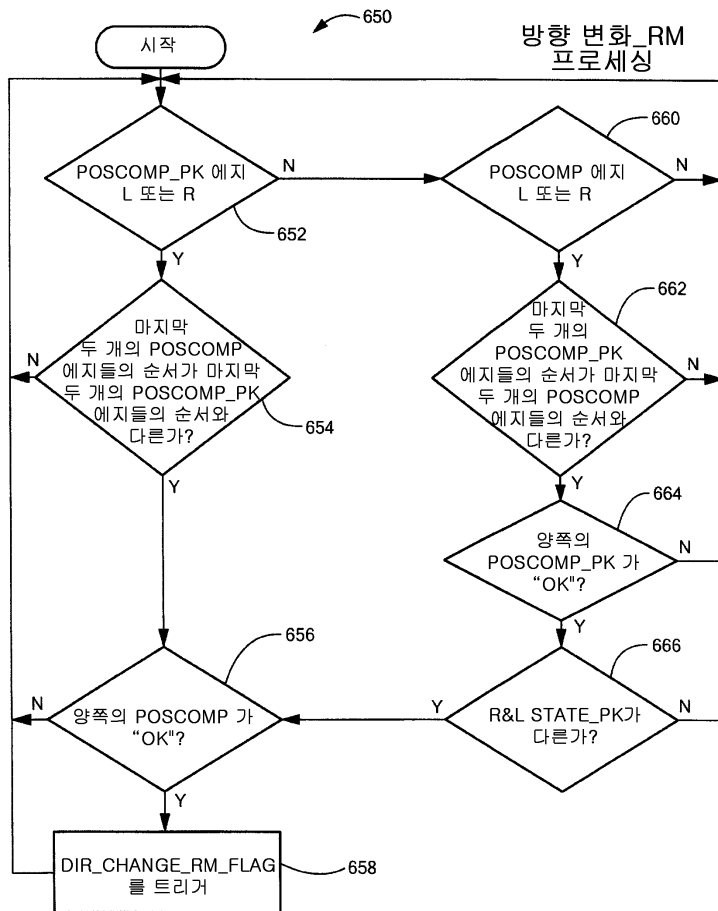 650
방향 변화_RM
프로세싱
시작
POSCOMP_PK 에지
L 또는 R
N
652
Y
POSCOMP 에지
L 또는 R
660
N
Y
마지막
두 개의 POSCOMP
에지들의 순서가 마지막
두 개의 POSCOMP_PK
에지들의 순서와
다른가?
N
654
Y
마지막
두 개의
POSCOMP_PK
에지들의 순서가 마지막
두 개의 POSCOMP
에지들의 순서와
다른가?
662
N
Y
양쪽의
POSCOMP_PK 가
“OK"?
664
N
Y
R&L STATE_PK가
다른가?
666
N
Y
양쪽의 POSCOMP 가
“OK"?
656
N
Y
DIR_CHANGE_RM_FLAG
를 트리거
658